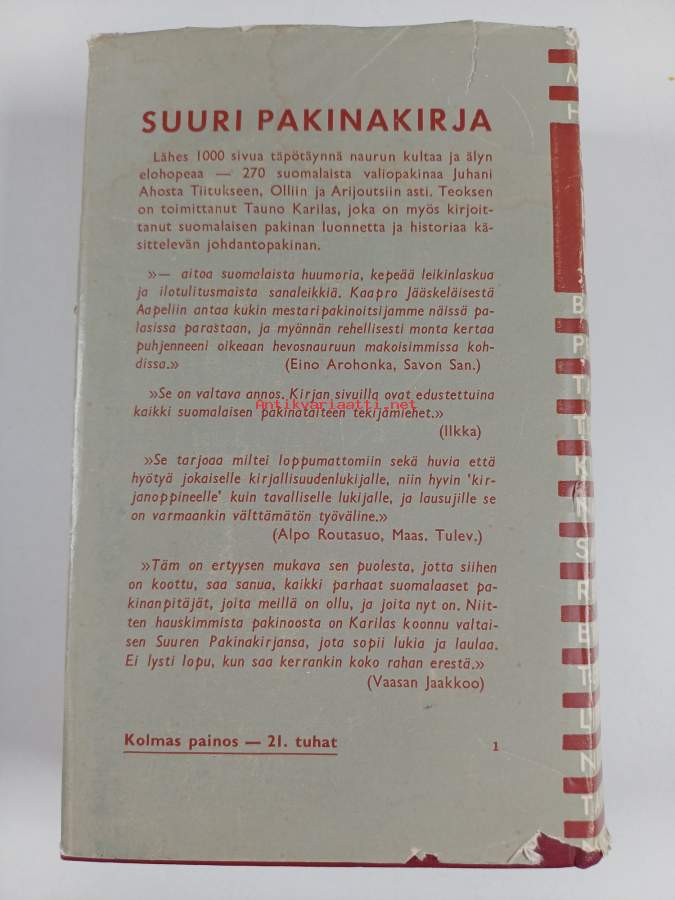 SUURI PAKINAKIRJA
Lähes 1000 sivua täpötäynnä naurun kultaa ja älyn
elohopeaa — 270 suomalaista valiopakinaa Juhani
Ahosta Tiitukseen, Olliin ja Arijoutsiin asti. Teoksen
on toimittanut Tauno Karilas, joka on myös kirjoit-
tanut suomalaisen pakinan luonnetta ja historiaa kä-
sittelevän johdantopakinan.
»— aitoa suomalaista huumoria, kepeää leikinlaskua
ja ilotulitusmaista sanaleikkiä. Kaapro Jääskeläisestä
Aapeliin antaa kukin mestaripakinoitsijamme näissä pa-
lasissa parastaan, ja myönnän rehellisesti monta kertaa
puhjenneeni oikeaan hevosnauruun makoisimmissa koh-
dissa.» (Eino Arohonka, Savon San.)
»Se on valtava annos. Kirjan sivuilla ovat edustettuina
kaikki suomalaisen pakinataiteen tekijämiehet.»
Antikvariaatti.net
(Ilkka)
»Se tarjoaa miltei loppumattomiin sekä huvia että
hyötyä jokaiselle kirjallisuudenlukijalle, niin hyvin 'kir-
janoppineelle' kuin tavalliselle lukijalle, ja lausujille se
on varmaankin välttämätön työväline.»
(Alpo Routasuo, Maas. Tulev.)
»Täm on ertyysen mukava sen puolesta, jotta siihen
on koottu, saa sanua, kaikki parhaat suomalaaset pa-
kinanpitäjät, joita meillä on ollu, ja joita nyt on. Niit-
ten hauskimmista pakinoosta on Karilas koonnu valtai-
sen Suuren Pakinakirjansa, jota sopii lukia ja laulaa.
Ei lysti lopu, kun saa kerrankin koko rahan erestä.»
(Vaasan Jaakkoo)
Kolmas painos — 21. tuhat
1